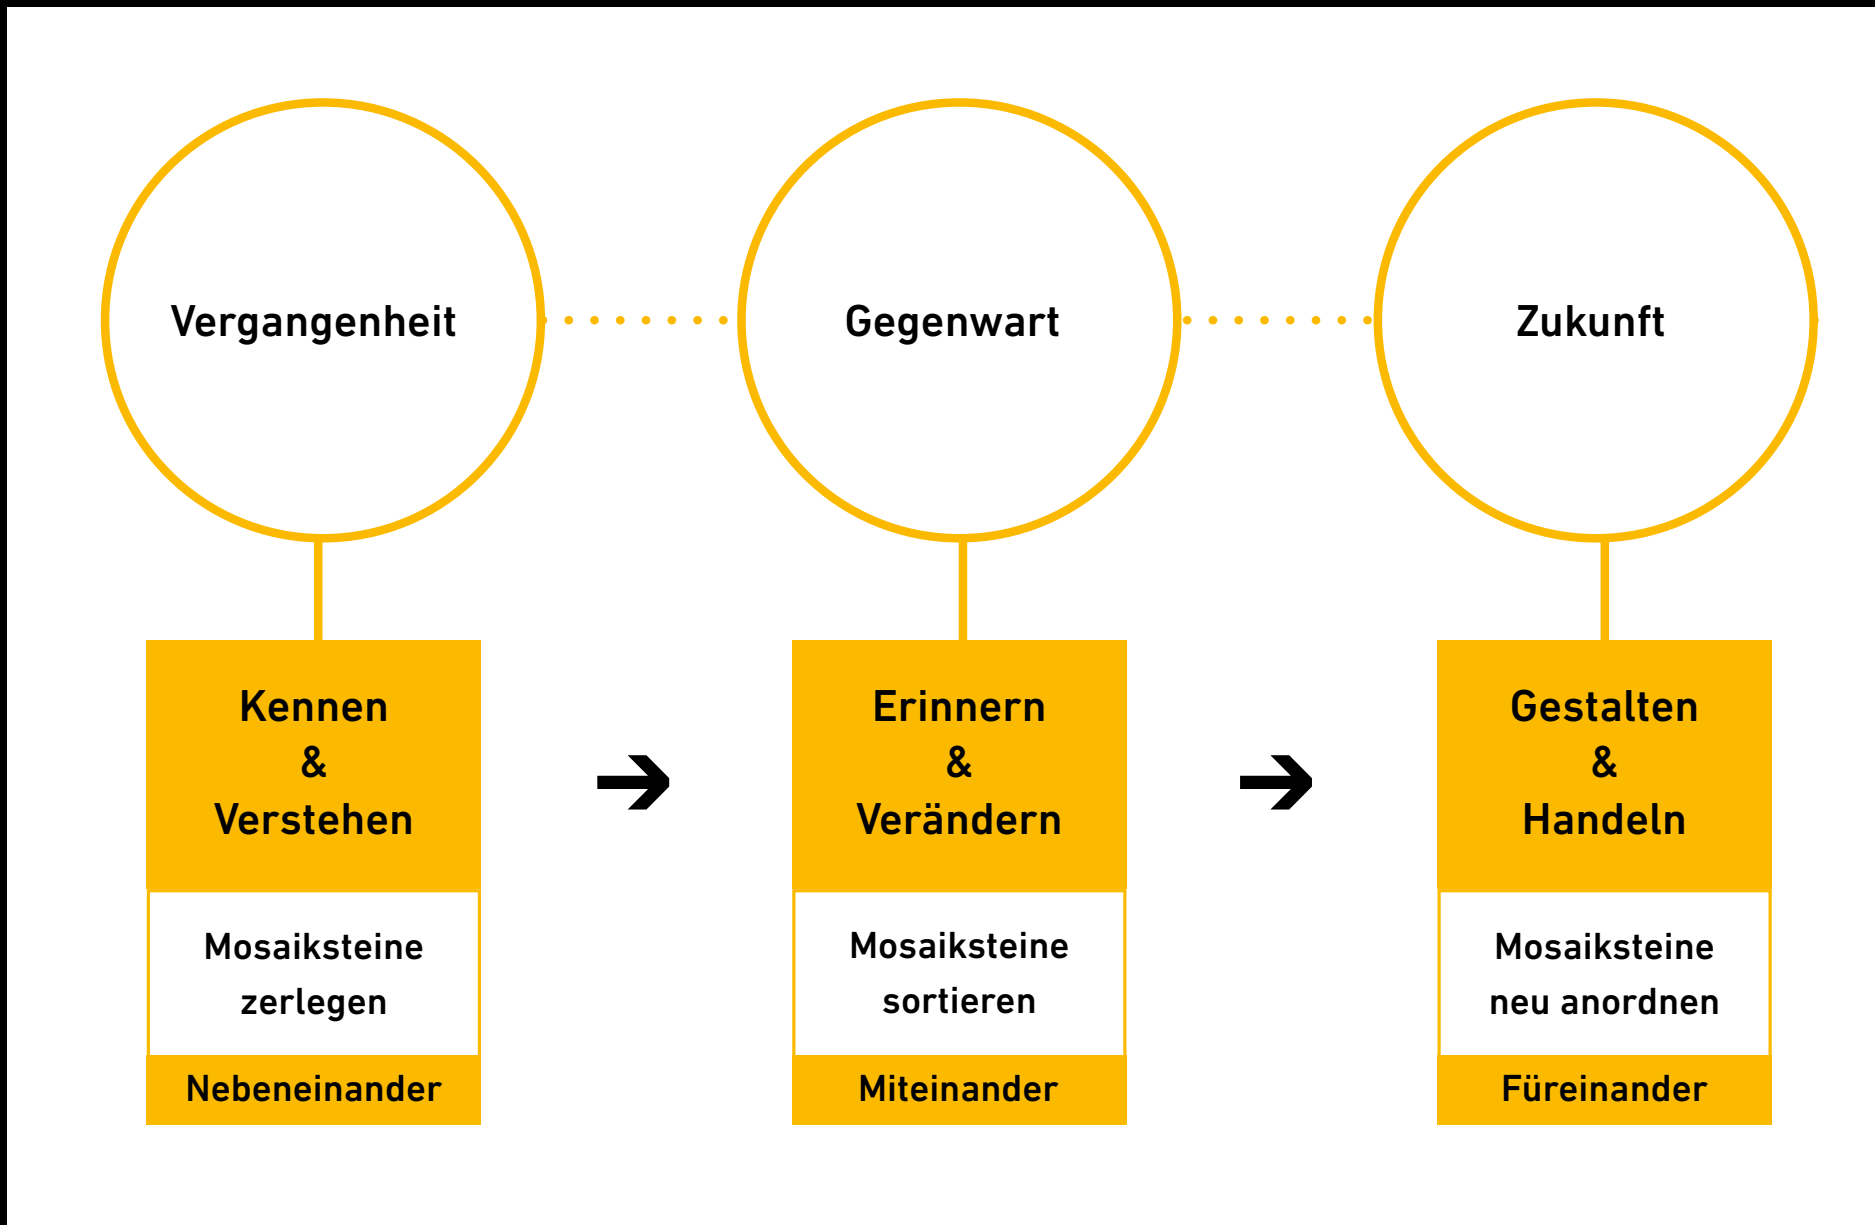 Vergangenheit
Gegenwart
Zukunft
Kennen
&
Verstehen
Erinnern
&
Verändern
Gestalten
&
Handeln
Mosaiksteine
zerlegen
Mosaiksteine
sortieren
Mosaiksteine
neu anordnen
Nebeneinander
Miteinander
Füreinander